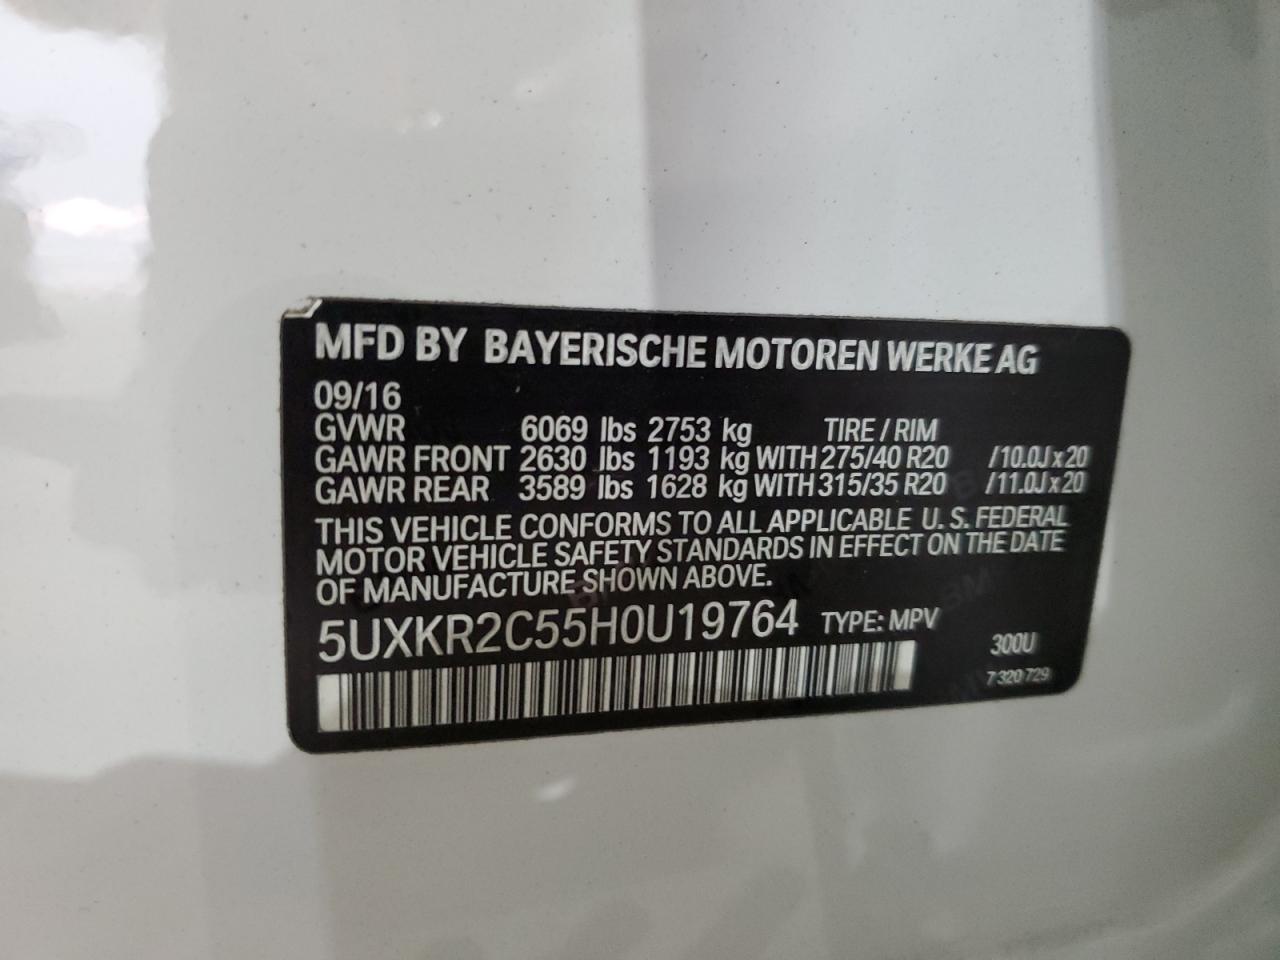 MFD BY BAYERISCHE MOTOREN WERKE AG
09/16
GVWR 6069 lbs 2753 kg TIRE / RIM
GAWR FRONT 2630 lbs 1193 kg WITH 275/40 R20 /10.0J x 20
GAWR REAR 3589 lbs 1628 kg WITH 315/35 R20 /11.0J x 20
THIS VEHICLE CONFORMS TO ALL APPLICABLE U. S. FEDERAL
MOTOR VEHICLE SAFETY STANDARDS IN EFFECT ON THE DATE
OF MANUFACTURE SHOWN ABOVE.
5UXKR2C55H0U19764 TYPE: MPV
300U
7 320 729